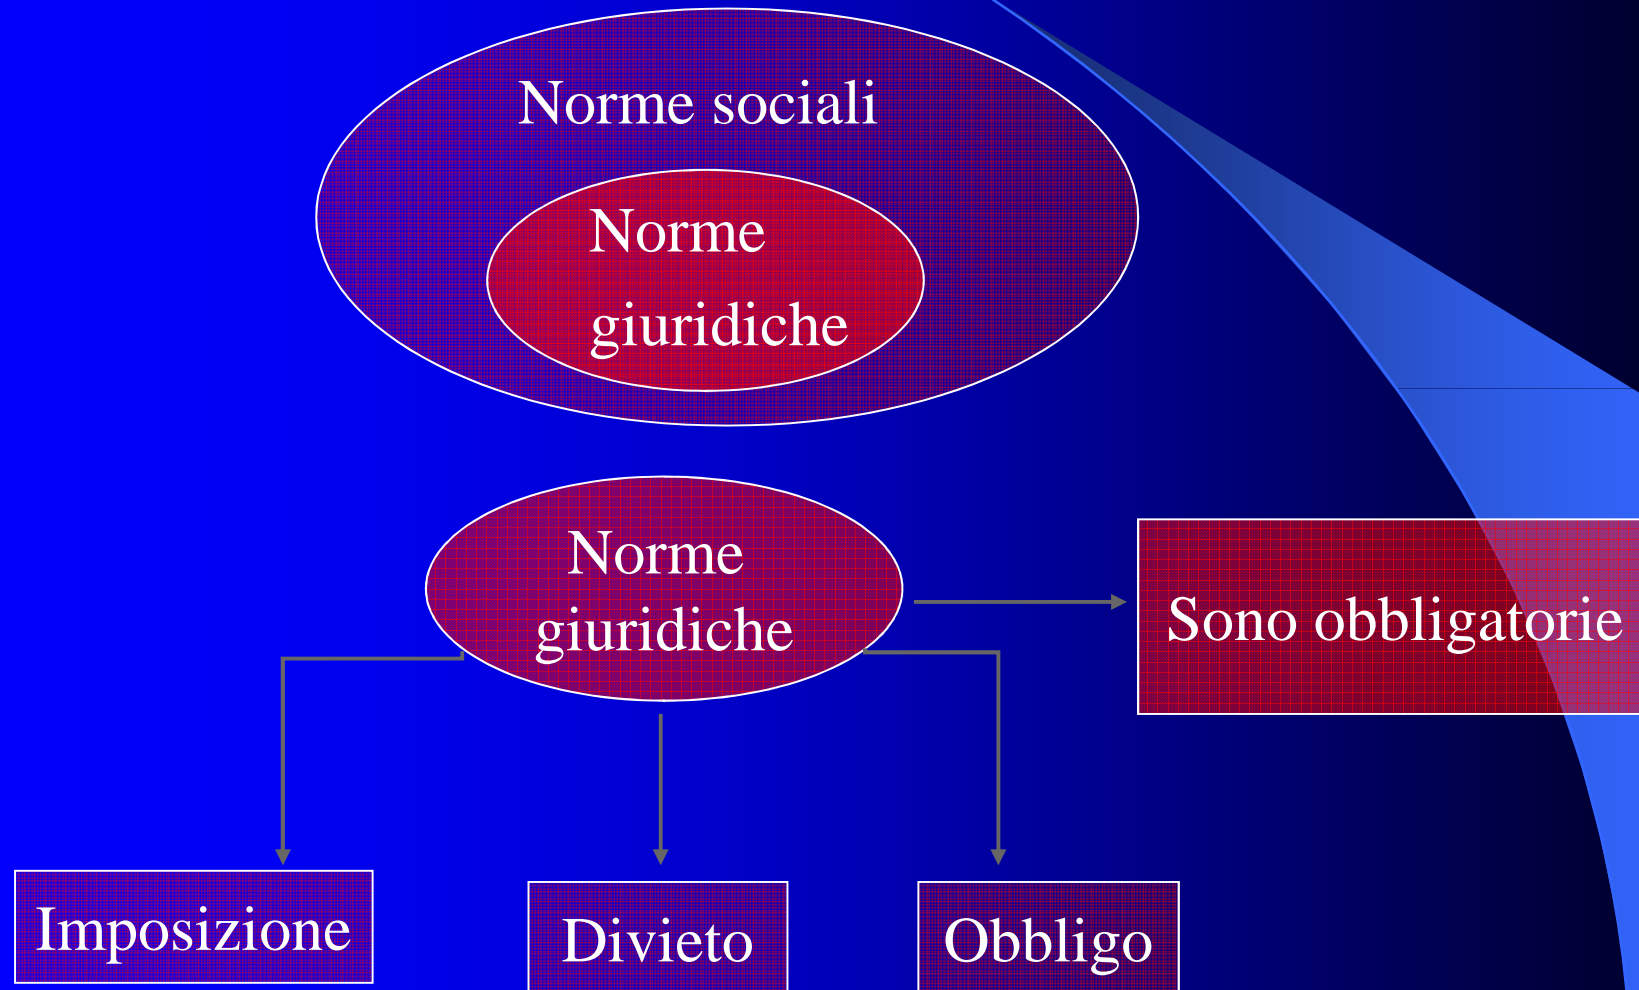 Norme sociali
Norme
giuridiche
Norme
giuridiche
Sono obbligatorie
Imposizione
Divieto
Obbligo